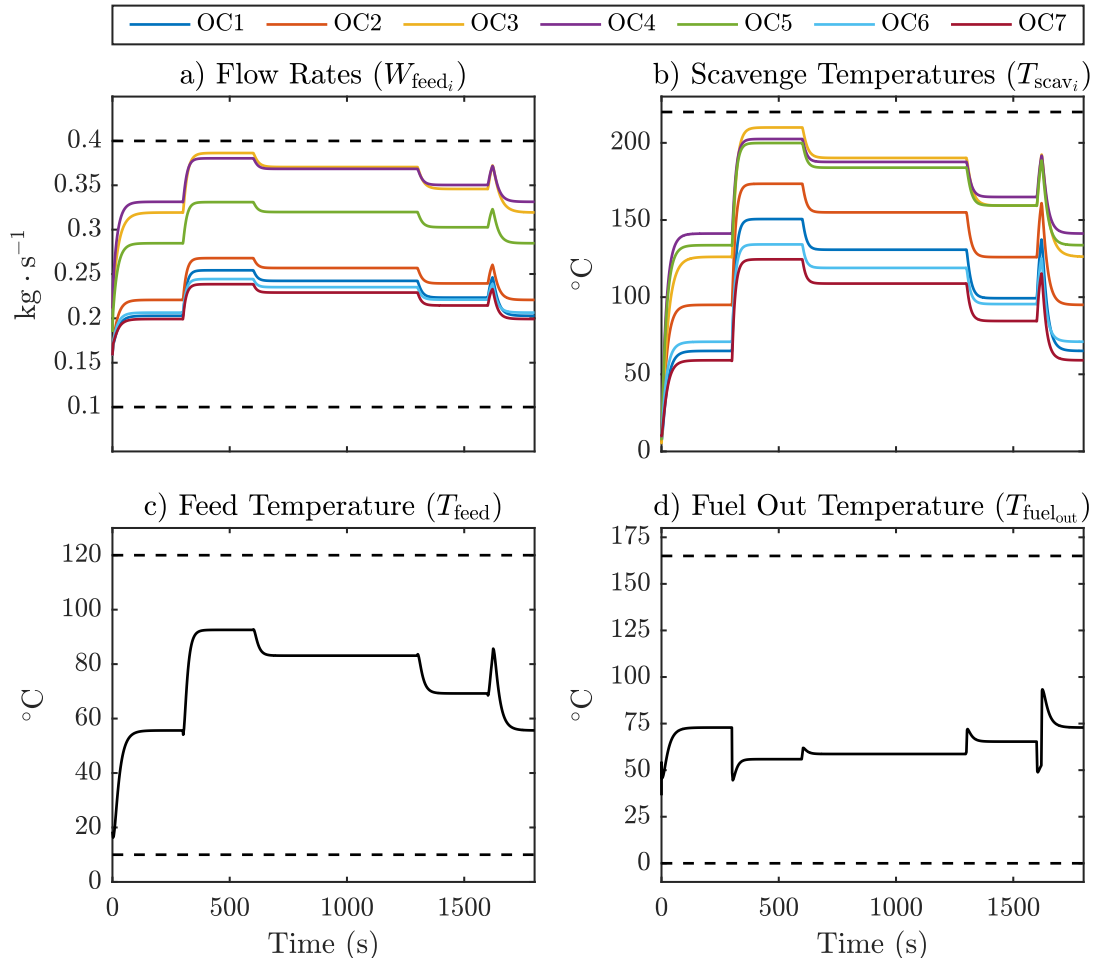 OC1 OC2 OC3 OC4 OC5 OC6 OC7
a) Flow Rates (W_feed_i)
b) Scavenge Temperatures (T_scav_i)
kg · s⁻¹
0.4
0.35
0.3
0.25
0.2
0.15
0.1
°C
200
150
100
50
0
c) Feed Temperature (T_feed)
d) Fuel Out Temperature (T_fuel_out)
°C
120
100
80
60
40
20
0
0 500 1000 1500
Time (s)
°C
175
150
125
100
75
50
25
0
0 500 1000 1500
Time (s)